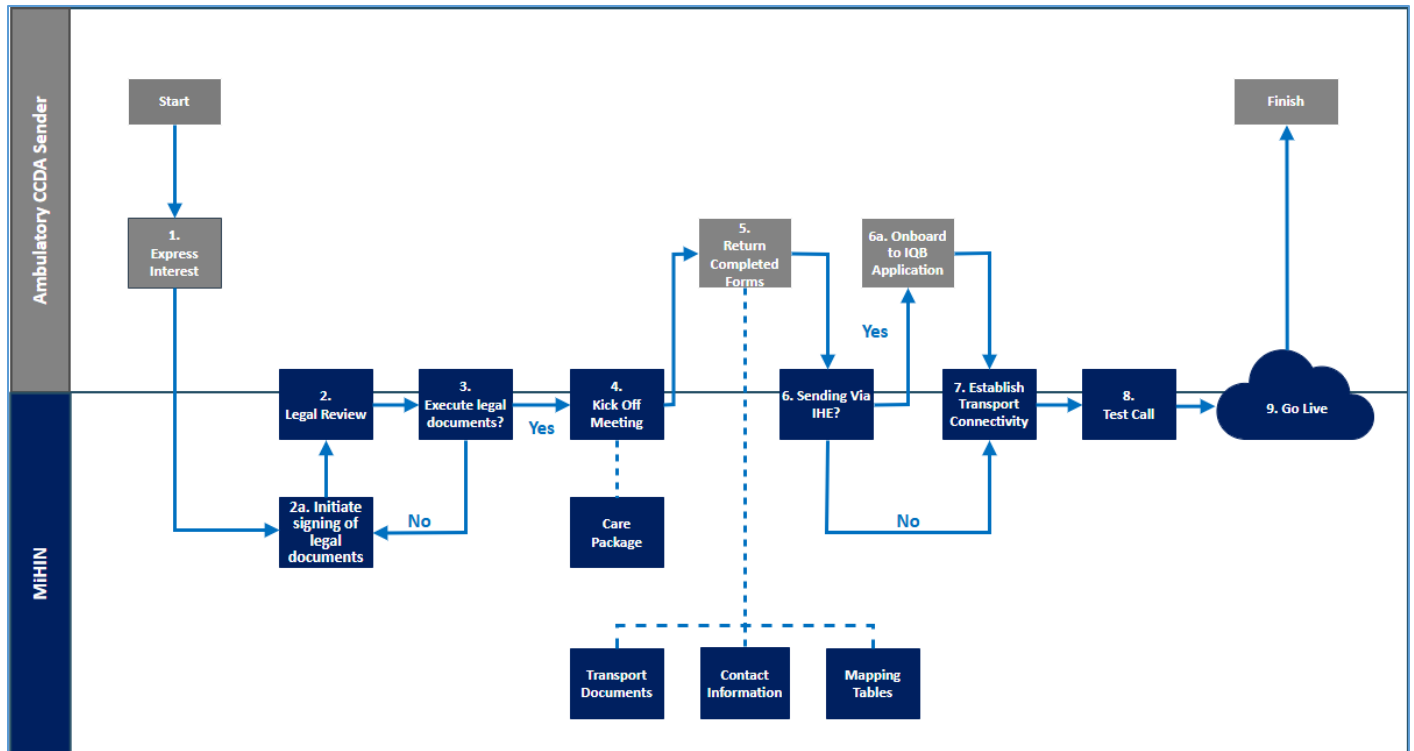 Ambulatory CCDA Sender
MiHIN
Start
Finish
1.
Express
Interest
5.
Return
Completed
Forms
6a. Onboard
to IQB
Application
Yes
2.
Legal Review
3.
Execute legal
documents?
Yes
4.
Kick Off
Meeting
6. Sending Via
IHE?
7. Establish
Transport
Connectivity
8.
Test Call
9. Go Live
2a. Initiate
signing of
legal
documents
No
Care
Package
No
Transport
Documents
Contact
Information
Mapping
Tables